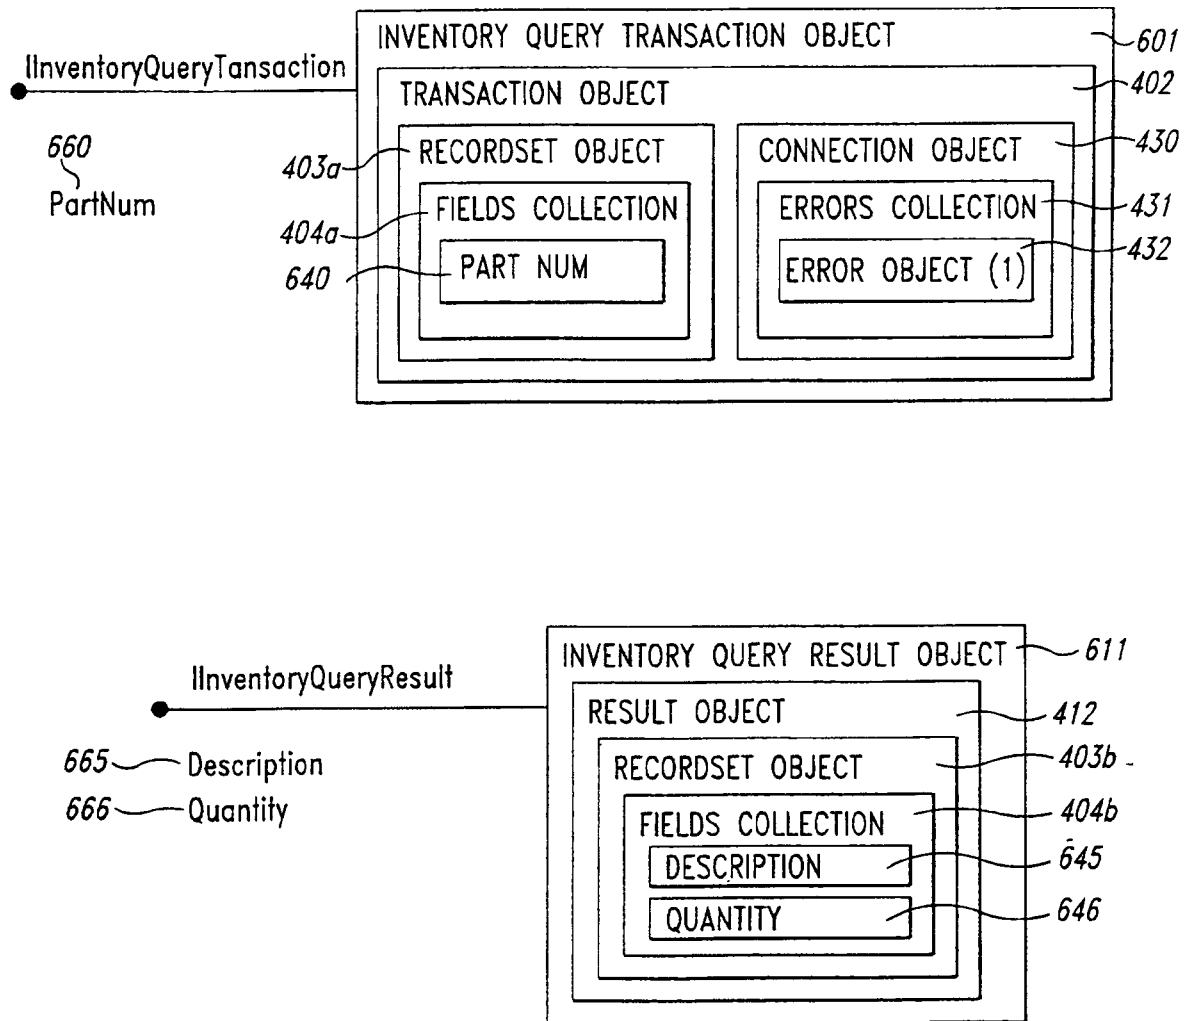 INVENTORY QUERY TRANSACTION OBJECT
601
IInventoryQueryTansaction
TRANSACTION OBJECT
402
660
PartNum
403a
RECORDSET OBJECT
CONNECTION OBJECT
430
404a
FIELDS COLLECTION
ERRORS COLLECTION
431
640
PART NUM
ERROR OBJECT (1)
432
INVENTORY QUERY RESULT OBJECT
611
IInventoryQueryResult
RESULT OBJECT
412
665
Description
RECORDSET OBJECT
403b
666
Quantity
FIELDS COLLECTION
404b
DESCRIPTION
645
QUANTITY
646